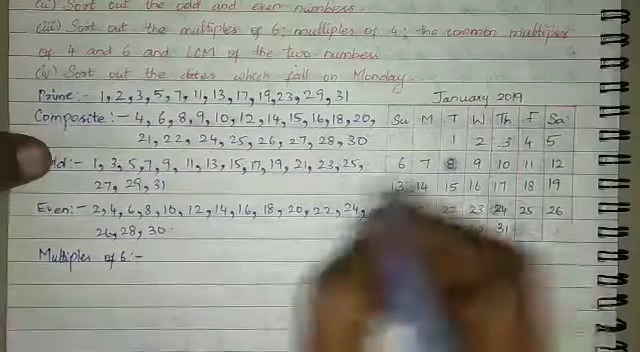 (ii) Sort out the odd and even numbers.
(iii) Sort out the multiples of 6; multiples of 4; the common multiples
of 4 and 6 and LCM of the two numbers
(iv) Sort out the dates which fall on Monday
Prime:- 1, 2, 3, 5, 7, 11, 13, 17, 19, 23, 29, 31
Composite:- 4, 6, 8, 9, 10, 12, 14, 15, 16, 18, 20,
21, 22, 24, 25, 26, 27, 28, 30
Odd:- 1, 3, 5, 7, 9, 11, 13, 15, 17, 19, 21, 23, 25,
27, 29, 31
Even:- 2, 4, 6, 8, 10, 12, 14, 16, 18, 20, 22, 24,
26, 28, 30
Multiples of 6:-
January 2019
Su M T W Th F Sa
1 2 3 4 5
6 7 8 9 10 11 12
13 14 15 16 17 18 19
22 23 24 25 26
31